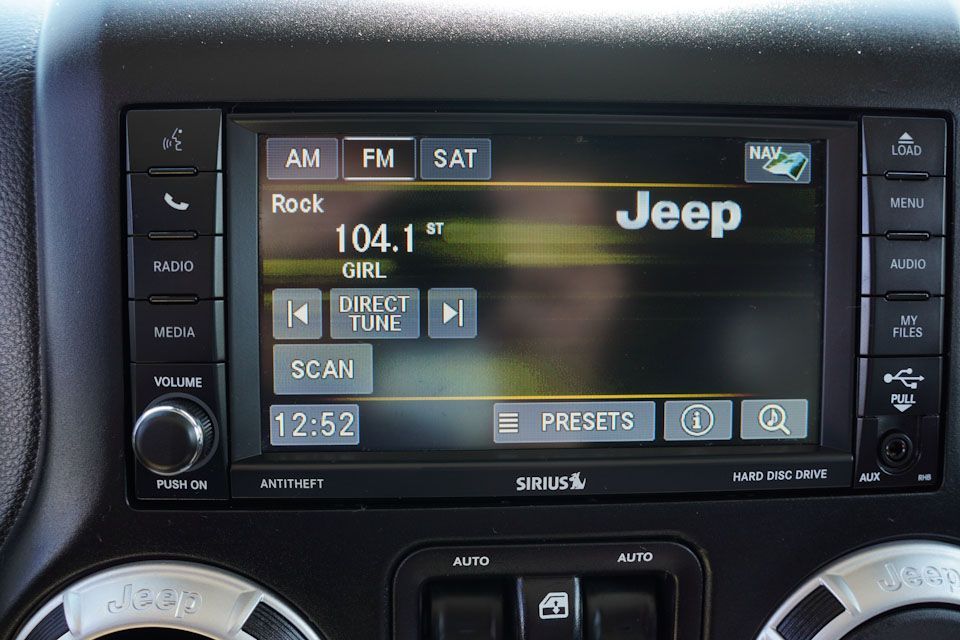 AM FM SAT NAV
Rock
Jeep
104.1 ST
GIRL
DIRECT
TUNE
SCAN
12:52 PRESETS i
RADIO
MEDIA
VOLUME
PUSH ON
LOAD
MENU
AUDIO
MY
FILES
PULL
AUX RHB
ANTITHEFT SIRIUS HARD DISC DRIVE
AUTO AUTO
Jeep Jeep